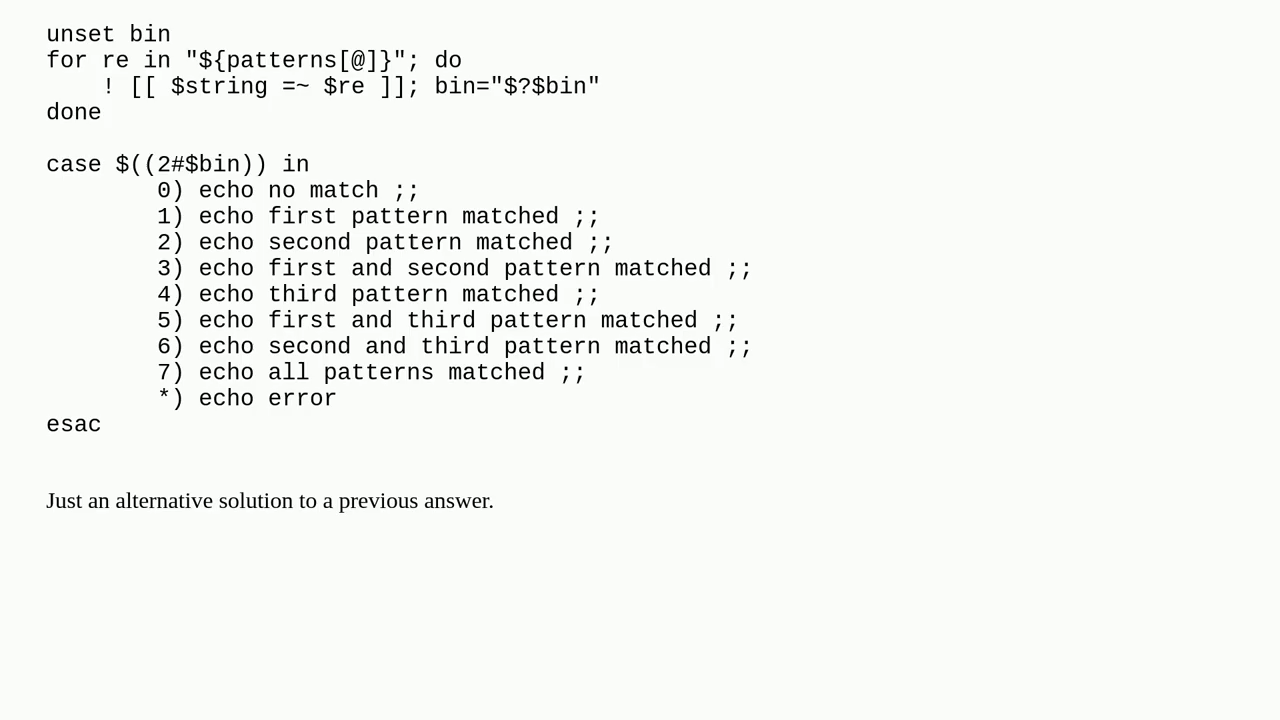 unset bin
for re in "${patterns[@]}"; do
    ! [[ $string =~ $re ]]; bin="$?$bin"
done

case $((2#$bin)) in
        0) echo no match ;;
        1) echo first pattern matched ;;
        2) echo second pattern matched ;;
        3) echo first and second pattern matched ;;
        4) echo third pattern matched ;;
        5) echo first and third pattern matched ;;
        6) echo second and third pattern matched ;;
        7) echo all patterns matched ;;
        *) echo error
esac

Just an alternative solution to a previous answer.